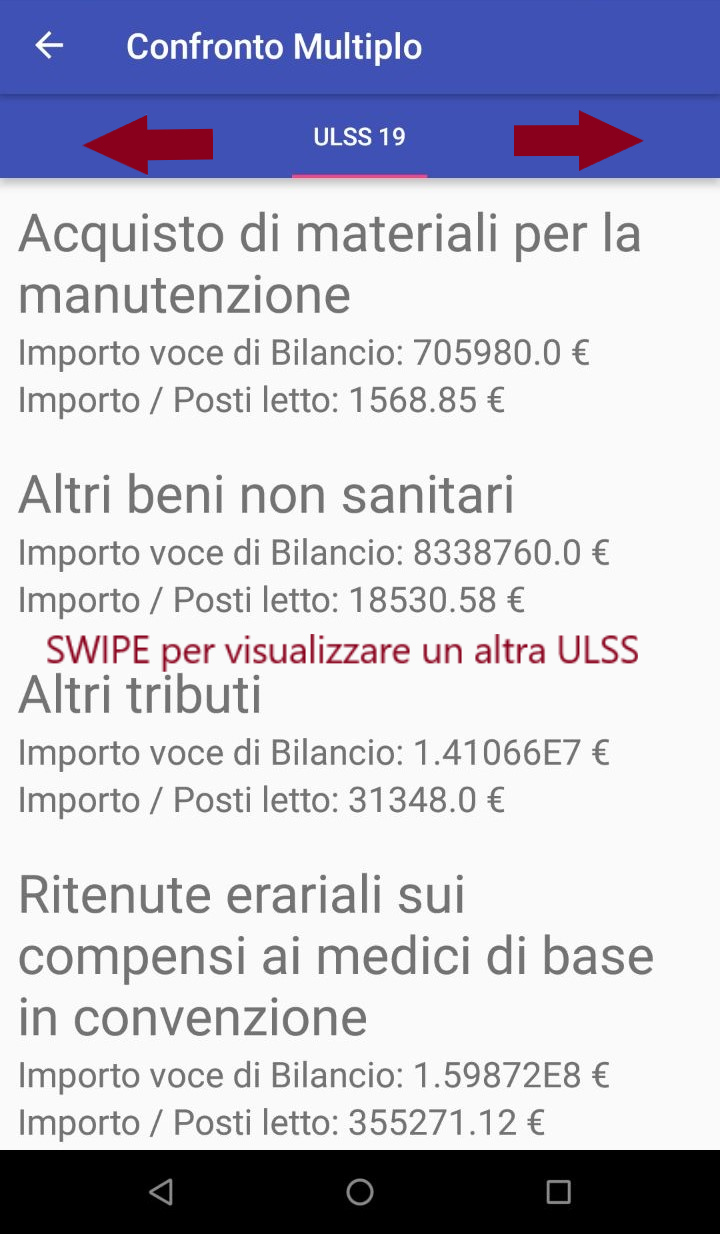 Confronto Multiplo
ULSS 19
Acquisto di materiali per la
manutenzione
Importo voce di Bilancio: 705980.0 €
Importo / Posti letto: 1568.85 €
Altri beni non sanitari
Importo voce di Bilancio: 8338760.0 €
Importo / Posti letto: 18530.58 €
SWIPE per visualizzare un altra ULSS
Altri tributi
Importo voce di Bilancio: 1.41066E7 €
Importo / Posti letto: 31348.0 €
Ritenute erariali sui
compensi ai medici di base
in convenzione
Importo voce di Bilancio: 1.59872E8 €
Importo / Posti letto: 355271.12 €